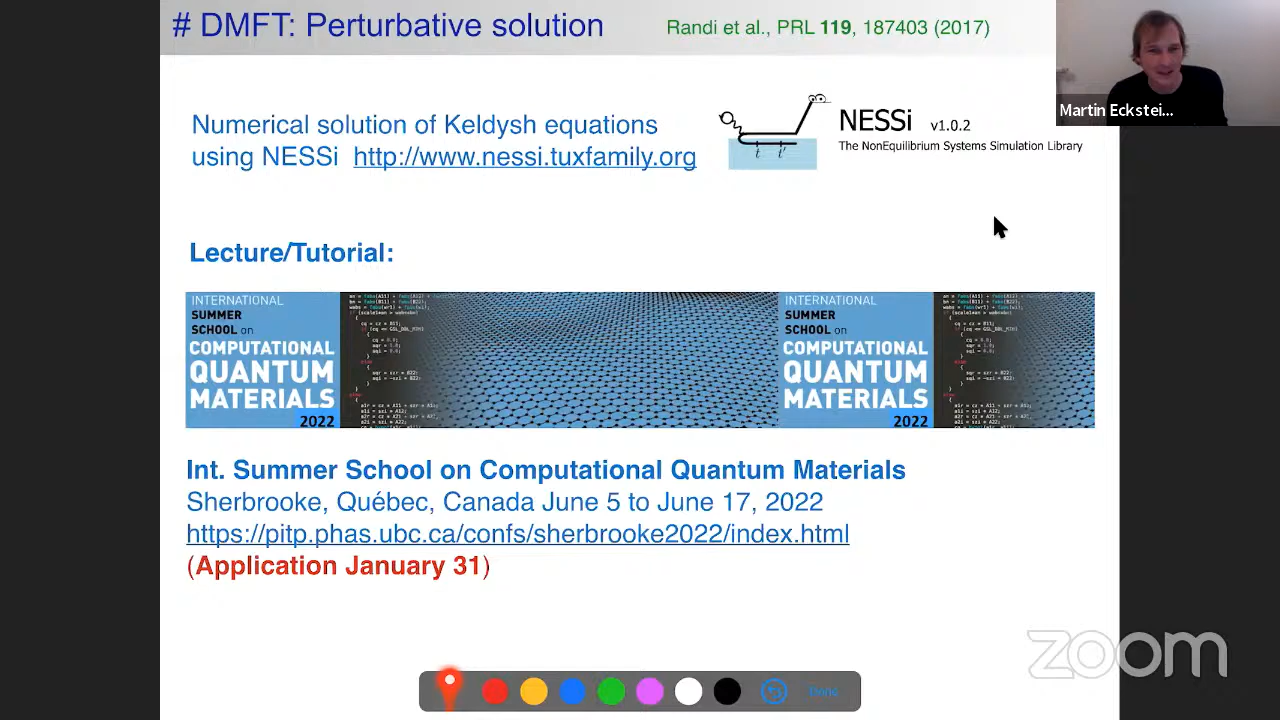 # DMFT: Perturbative solution
Randi et al., PRL 119, 187403 (2017)
Martin Eckstei...
Numerical solution of Keldysh equations
using NESSi http://www.nessi.tuxfamily.org
NESSi v1.0.2
The NonEquilibrium Systems Simulation Library
t t'
Lecture/Tutorial:
INTERNATIONAL
SUMMER
SCHOOL on
COMPUTATIONAL
QUANTUM
MATERIALS
2022
INTERNATIONAL
SUMMER
SCHOOL on
COMPUTATIONAL
QUANTUM
MATERIALS
2022
Int. Summer School on Computational Quantum Materials
Sherbrooke, Québec, Canada June 5 to June 17, 2022
https://pitp.phas.ubc.ca/confs/sherbrooke2022/index.html
(Application January 31)
zoom
Done